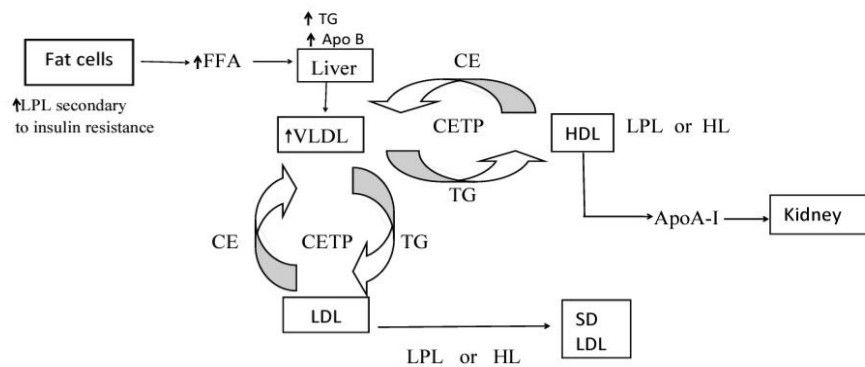 ↑ TG
↑ Apo B
Fat cells
↑FFA
Liver
CE
↑LPL secondary
to insulin resistance
↑VLDL
CETP
HDL
LPL or HL
TG
ApoA-I
Kidney
CE
CETP
TG
LDL
SD
LDL
LPL or HL